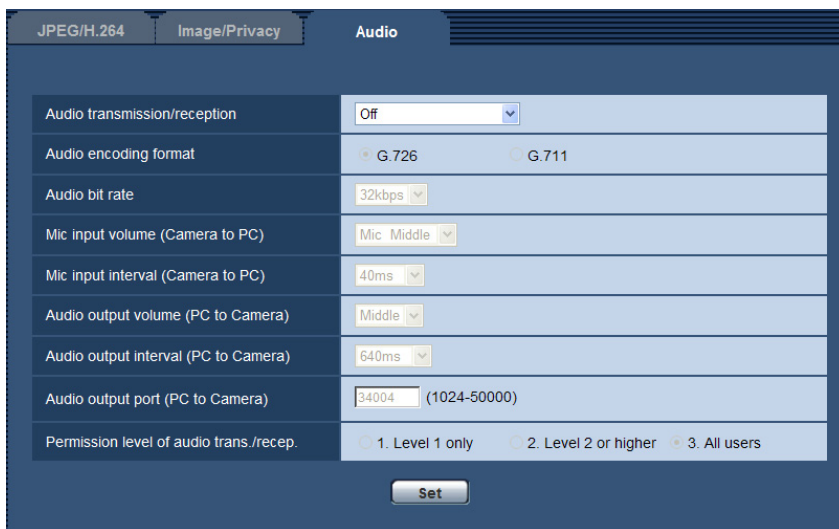 JPEG/H.264 Image/Privacy Audio
Audio transmission/reception Off
Audio encoding format G.726 G.711
Audio bit rate 32kbps
Mic input volume (Camera to PC) Mic Middle
Mic input interval (Camera to PC) 40ms
Audio output volume (PC to Camera) Middle
Audio output interval (PC to Camera) 640ms
Audio output port (PC to Camera) 34004 (1024-50000)
Permission level of audio trans./recep. 1. Level 1 only 2. Level 2 or higher 3. All users
Set